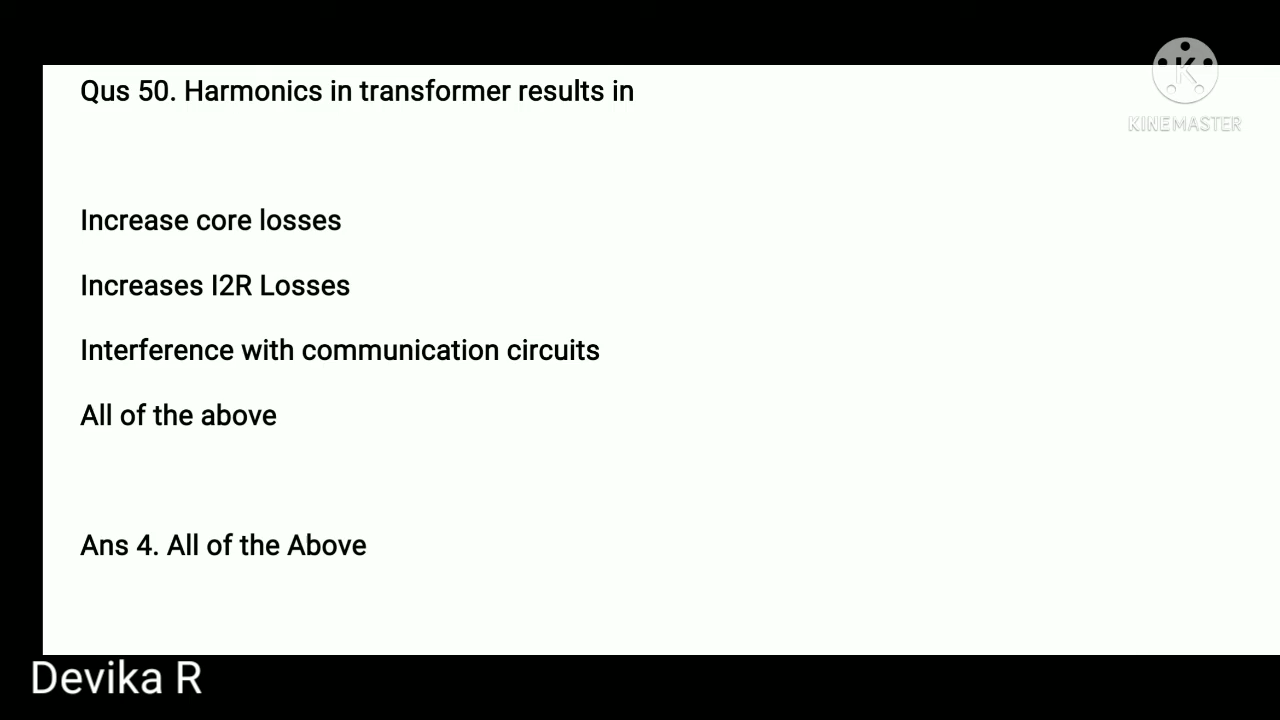 Qus 50. Harmonics in transformer results in
K
KINEMASTER
Increase core losses
Increases I2R Losses
Interference with communication circuits
All of the above
Ans 4. All of the Above
Devika R